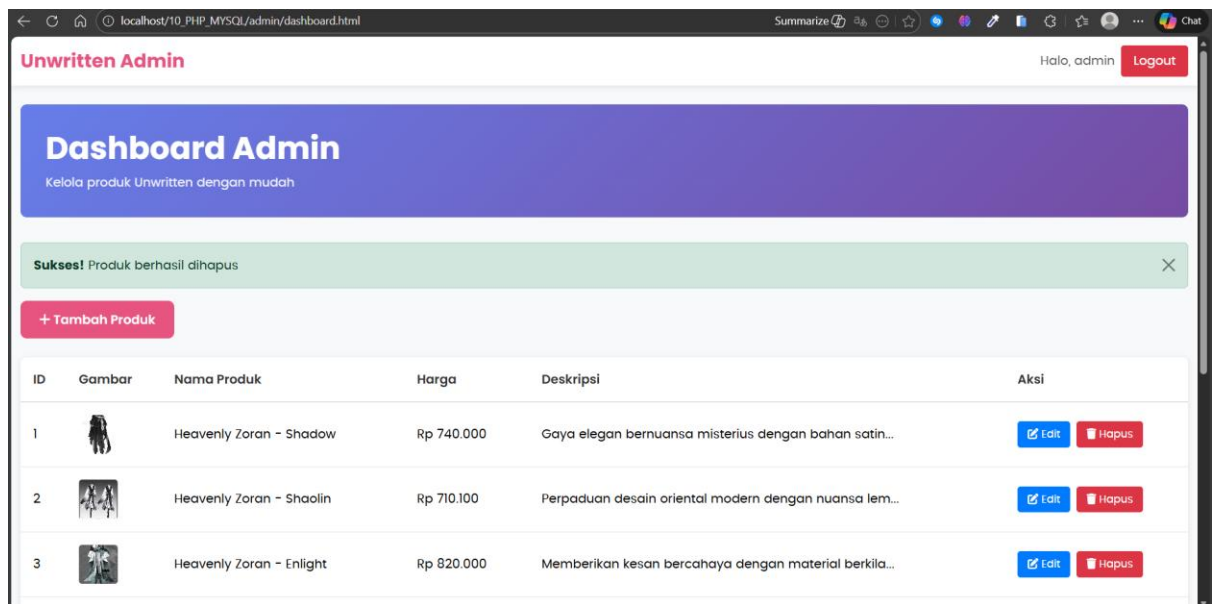 localhost/10_PHP_MYSQL/admin/dashboard.html Summarize Chat
Unwritten Admin Halo, admin Logout
Dashboard Admin
Kelola produk Unwritten dengan mudah
Sukses! Produk berhasil dihapus
+ Tambah Produk
ID Gambar Nama Produk Harga Deskripsi Aksi
1 Heavenly Zoran - Shadow Rp 740.000 Gaya elegan bernuansa misterius dengan bahan satin... Edit Hapus
2 Heavenly Zoran - Shaolin Rp 710.100 Perpaduan desain oriental modern dengan nuansa lem... Edit Hapus
3 Heavenly Zoran - Enlight Rp 820.000 Memberikan kesan bercahaya dengan material berkila... Edit Hapus